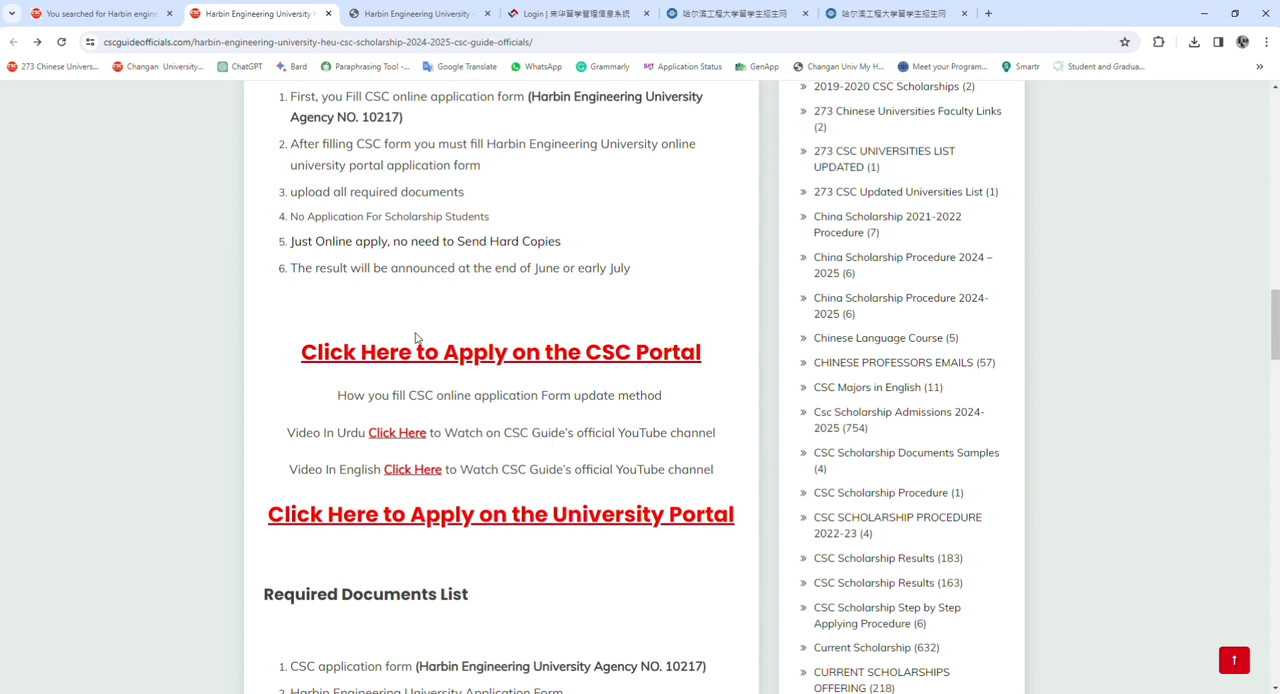 You searched for Harbin engine
Harbin Engineering University
Harbin Engineering University
Login | 来华留学管理信息系统
哈尔滨工程大学留学生招生网
哈尔滨工程大学留学生招生网
cscguideofficials.com/harbin-engineering-university-heu-csc-scholarship-2024-2025-csc-guide-officials/
273 Chinese Univers...
Changan University...
ChatGPT
Bard
Paraphrasing Tool -...
Google Translate
WhatsApp
Grammarly
Application Status
GenApp
Changan Univ My H...
Meet your Program...
Smartr
Student and Gradua...
1. First, you Fill CSC online application form (Harbin Engineering University
Agency NO. 10217)
2. After filling CSC form you must fill Harbin Engineering University online
university portal application form
3. upload all required documents
4. No Application For Scholarship Students
5. Just Online apply, no need to Send Hard Copies
6. The result will be announced at the end of June or early July
Click Here to Apply on the CSC Portal
How you fill CSC online application Form update method
Video In Urdu Click Here to Watch on CSC Guide’s official YouTube channel
Video In English Click Here to Watch CSC Guide’s official YouTube channel
Click Here to Apply on the University Portal
Required Documents List
1. CSC application form (Harbin Engineering University Agency NO. 10217)
2. Harbin Engineering University Application Form
2019-2020 CSC Scholarships (2)
273 Chinese Universities Faculty Links
(2)
273 CSC UNIVERSITIES LIST
UPDATED (1)
273 CSC Updated Universities List (1)
China Scholarship 2021-2022
Procedure (7)
China Scholarship Procedure 2024 –
2025 (6)
China Scholarship Procedure 2024-
2025 (6)
Chinese Language Course (5)
CHINESE PROFESSORS EMAILS (57)
CSC Majors in English (11)
Csc Scholarship Admissions 2024-
2025 (754)
CSC Scholarship Documents Samples
(4)
CSC Scholarship Procedure (1)
CSC SCHOLARSHIP PROCEDURE
2022-23 (4)
CSC Scholarship Results (183)
CSC Scholarship Results (163)
CSC Scholarship Step by Step
Applying Procedure (6)
Current Scholarship (632)
CURRENT SCHOLARSHIPS
OFFERING (218)